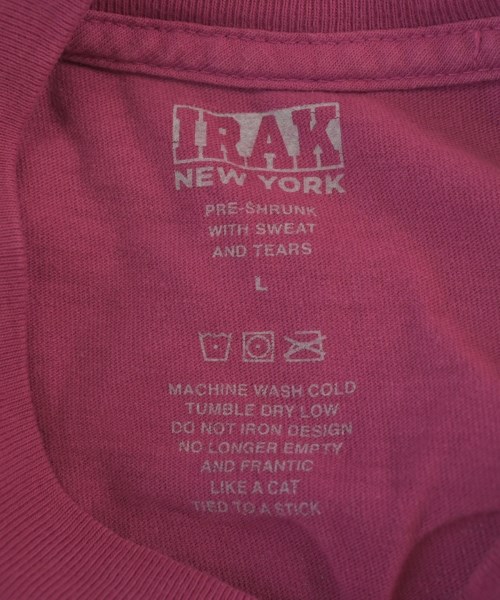 IRAK
NEW YORK
PRE-SHRUNK
WITH SWEAT
AND TEARS
L
MACHINE WASH COLD
TUMBLE DRY LOW
DO NOT IRON DESIGN
NO LONGER EMPTY
AND FRANTIC
LIKE A CAT
TIED TO A STICK